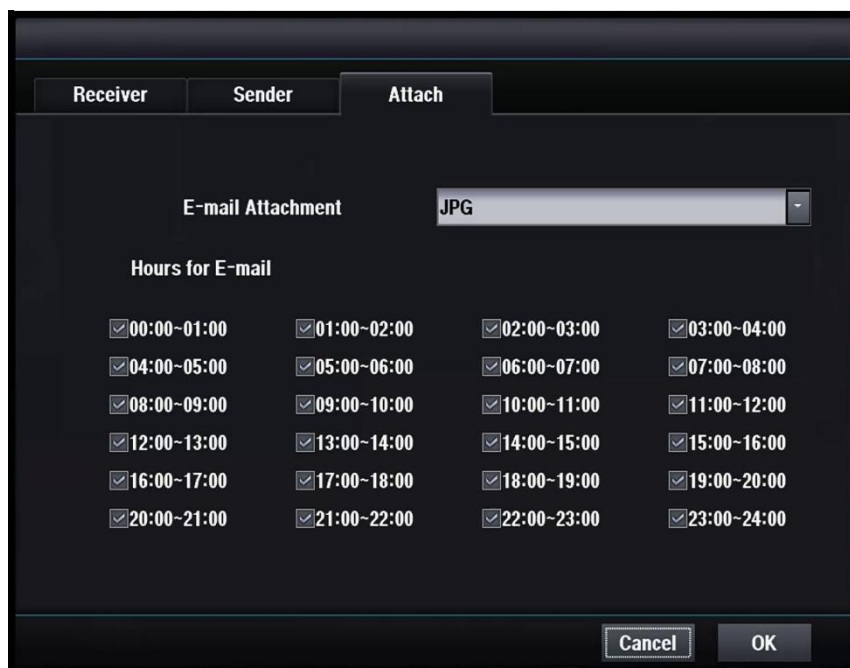 Receiver Sender Attach
E-mail Attachment JPG
Hours for E-mail
00:00~01:00 01:00~02:00 02:00~03:00 03:00~04:00
04:00~05:00 05:00~06:00 06:00~07:00 07:00~08:00
08:00~09:00 09:00~10:00 10:00~11:00 11:00~12:00
12:00~13:00 13:00~14:00 14:00~15:00 15:00~16:00
16:00~17:00 17:00~18:00 18:00~19:00 19:00~20:00
20:00~21:00 21:00~22:00 22:00~23:00 23:00~24:00
Cancel OK